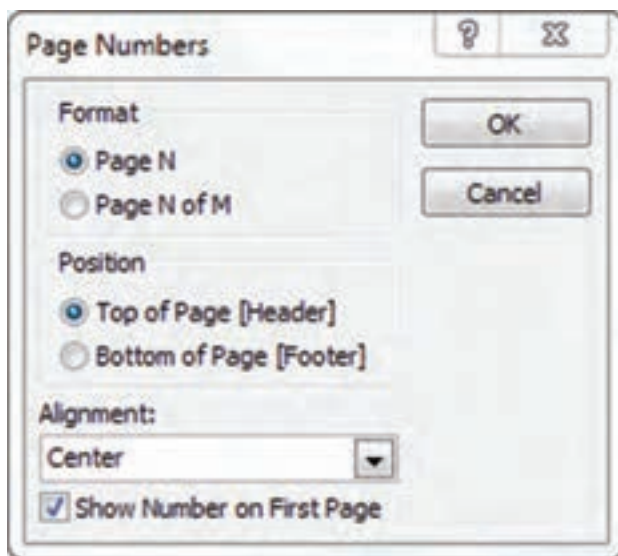 Page Numbers
Format
Page N
Page N of M
OK
Cancel
Position
Top of Page [Header]
Bottom of Page [Footer]
Alignment:
Center
Show Number on First Page